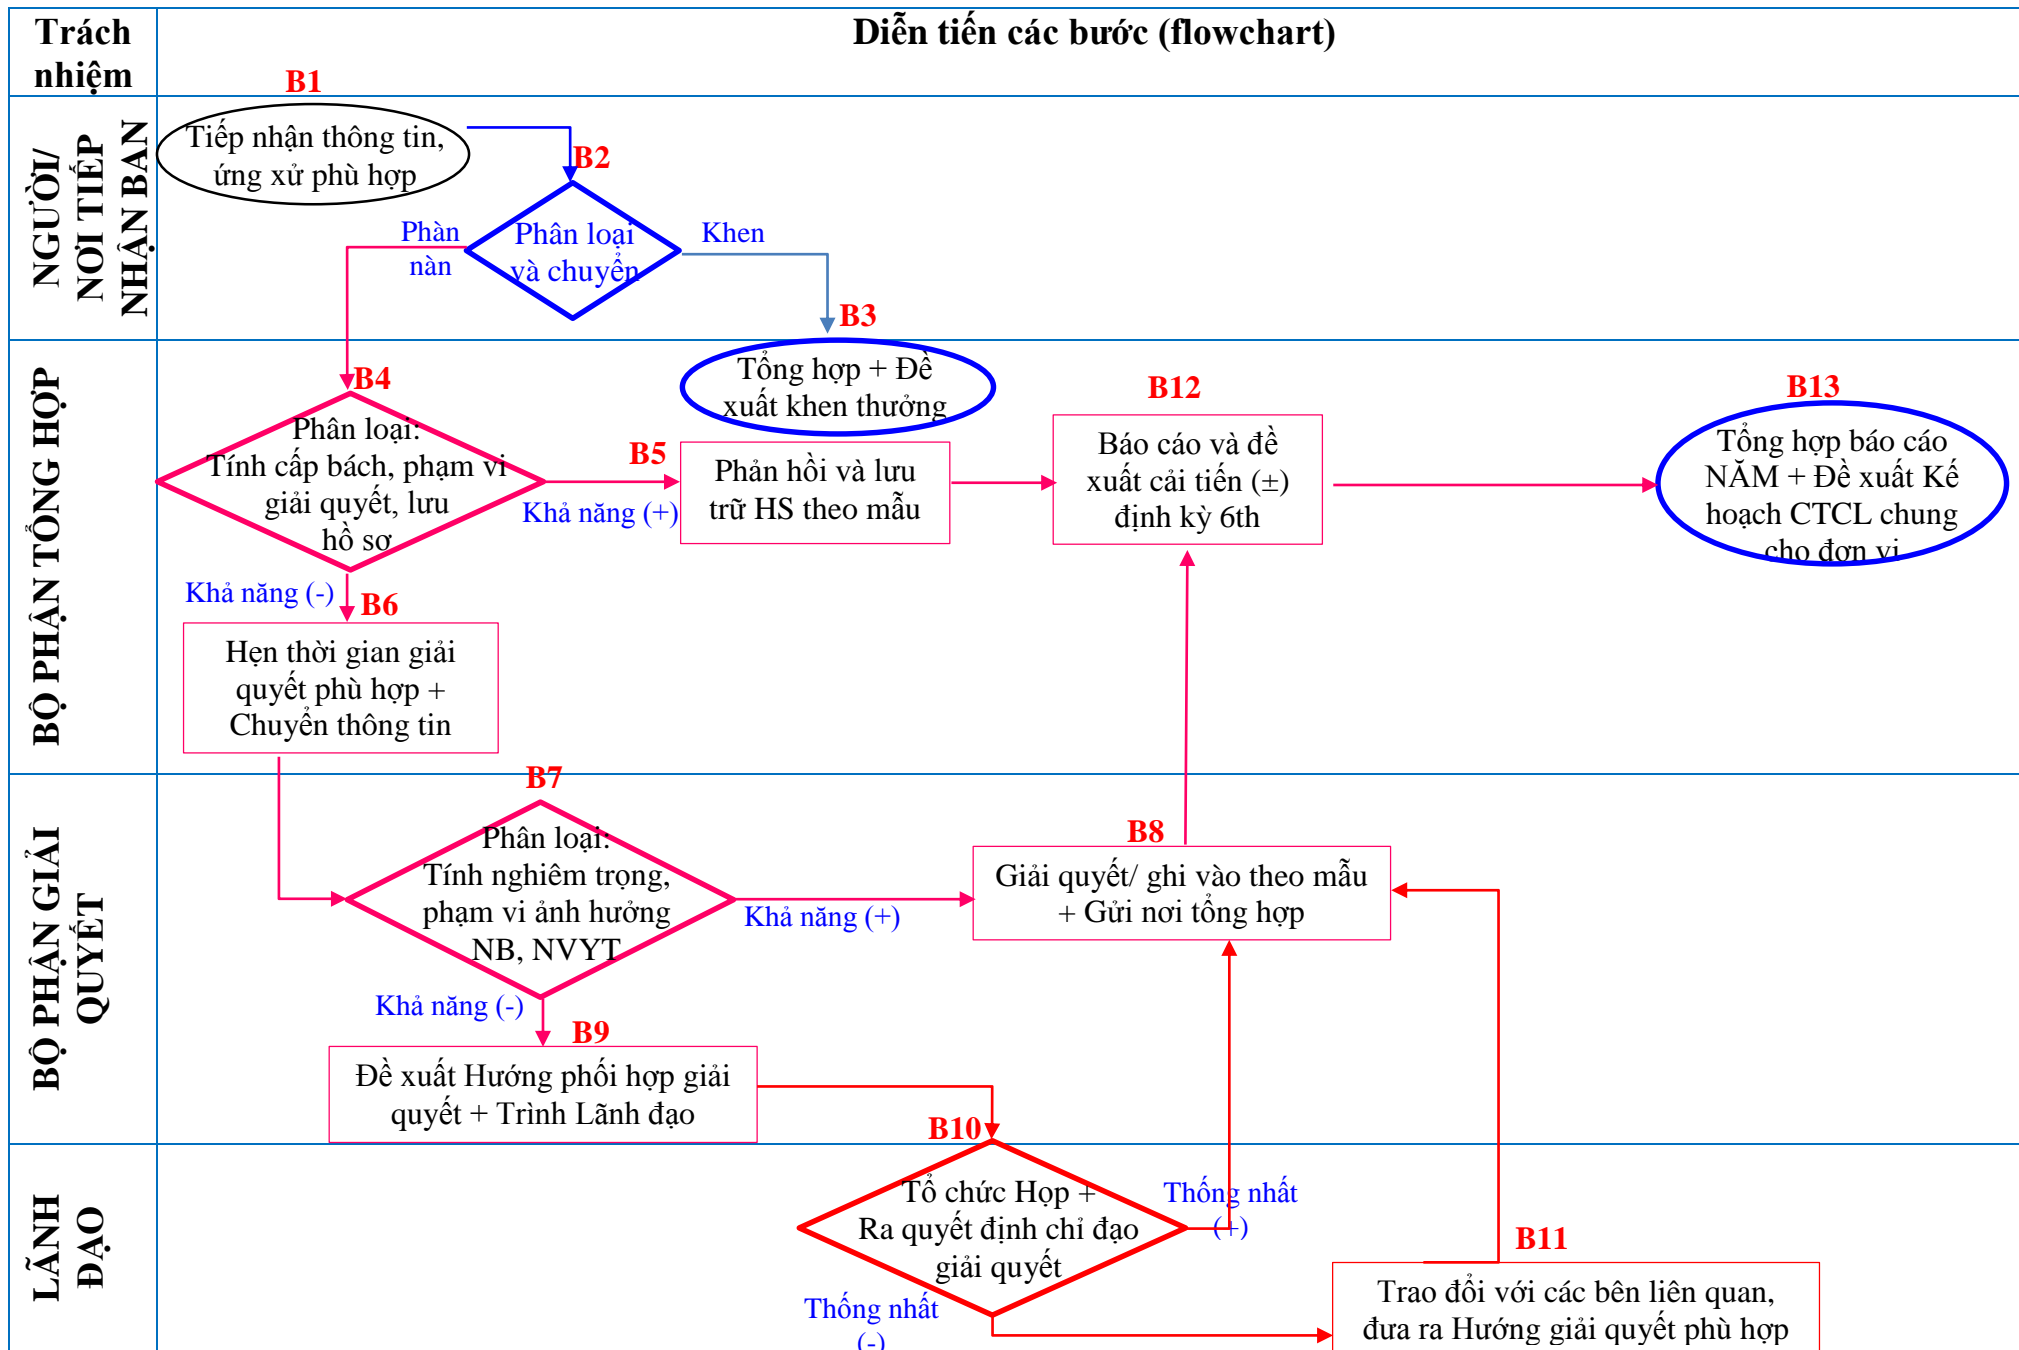 Trách
nhiệm
Diễn tiến các bước (flowchart)
NGƯỜI/
NƠI TIẾP
NHẬN BAN
B1
Tiếp nhận thông tin,
ứng xử phù hợp
B2
Phân loại
và chuyển
Phàn
nàn
Khen
BỘ PHẬN TỔNG HỢP
B3
Tổng hợp + Đề
xuất khen thưởng
B4
Phân loại:
Tính cấp bách, phạm vi
giải quyết, lưu
hồ sơ
Khả năng (+)
B5
Phản hồi và lưu
trữ HS theo mẫu
B12
Báo cáo và đề
xuất cải tiến (±)
định kỳ 6th
B13
Tổng hợp báo cáo
NĂM + Đề xuất Kế
hoạch CTCL chung
cho đơn vị
Khả năng (-)
B6
Hẹn thời gian giải
quyết phù hợp +
Chuyển thông tin
BỘ PHẬN GIẢI
QUYẾT
B7
Phân loại:
Tính nghiêm trọng,
phạm vi ảnh hưởng
NB, NVYT
Khả năng (+)
B8
Giải quyết/ ghi vào theo mẫu
+ Gửi nơi tổng hợp
Khả năng (-)
B9
Đề xuất Hướng phối hợp giải
quyết + Trình Lãnh đạo
LÃNH
ĐẠO
B10
Tổ chức Họp +
Ra quyết định chỉ đạo
giải quyết
Thống nhất
(+)
Thống nhất
(-)
B11
Trao đổi với các bên liên quan,
đưa ra Hướng giải quyết phù hợp